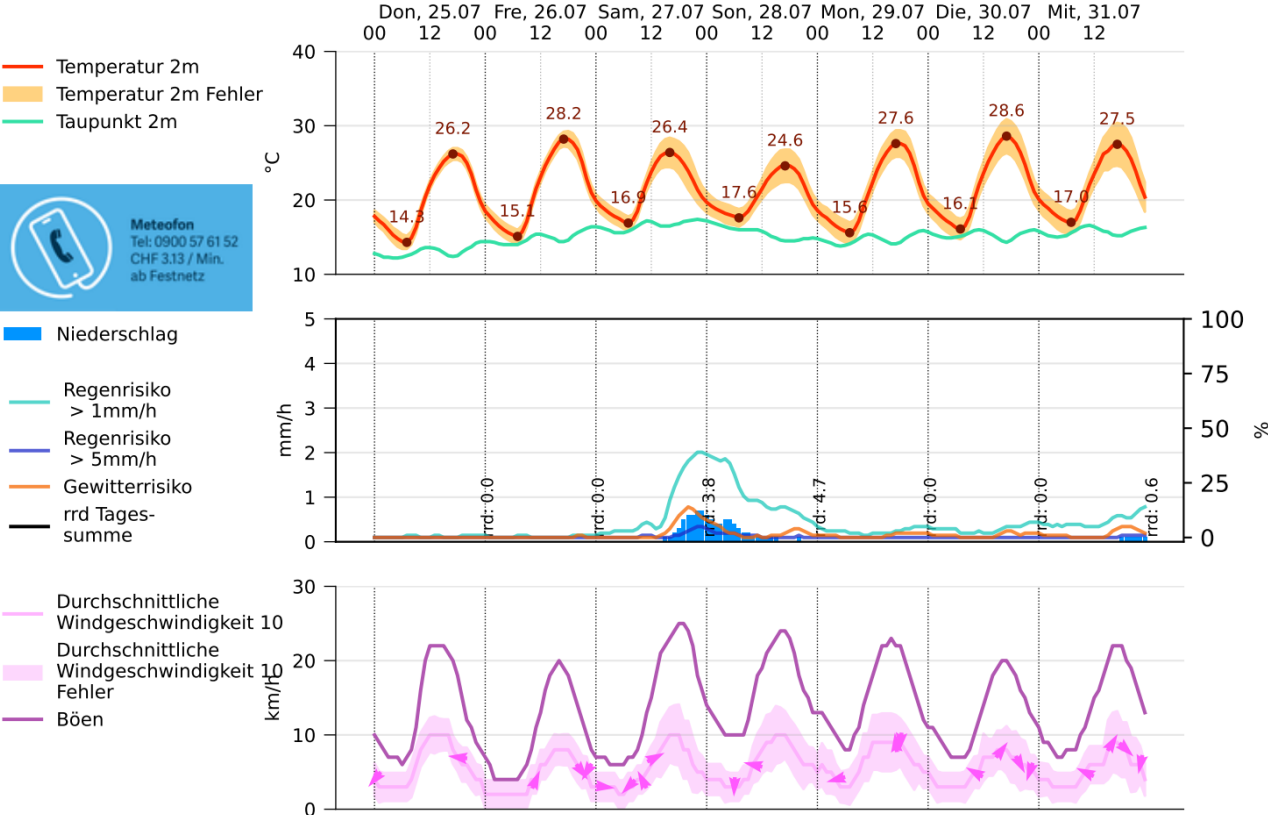 Don, 25.07 Fre, 26.07 Sam, 27.07 Son, 28.07 Mon, 29.07 Die, 30.07 Mit, 31.07
00 12 00 12 00 12 00 12 00 12 00 12 00 12
Temperatur 2m
Temperatur 2m Fehler
Taupunkt 2m
°C
40
30
20
10
26.2 28.2 26.4 24.6 27.6 28.6 27.5
14.3 15.1 16.9 17.6 15.6 16.1 17.0
Meteofon
Tel: 0900 57 61 52
CHF 3.13 / Min.
ab Festnetz
Niederschlag
Regenrisiko
> 1mm/h
Regenrisiko
> 5mm/h
Gewitterrisiko
rrd Tages-
summe
mm/h
5
4
3
2
1
0
rrd: 0.0
rrd: 0.0
rrd: 3.8
rrd: 4.7
rrd: 0.0
rrd: 0.0
rrd: 0.6
100
75
50
25
0
%
Durchschnittliche
Windgeschwindigkeit 10
Durchschnittliche
Windgeschwindigkeit 10
Fehler
Böen
km/h
30
20
10
0